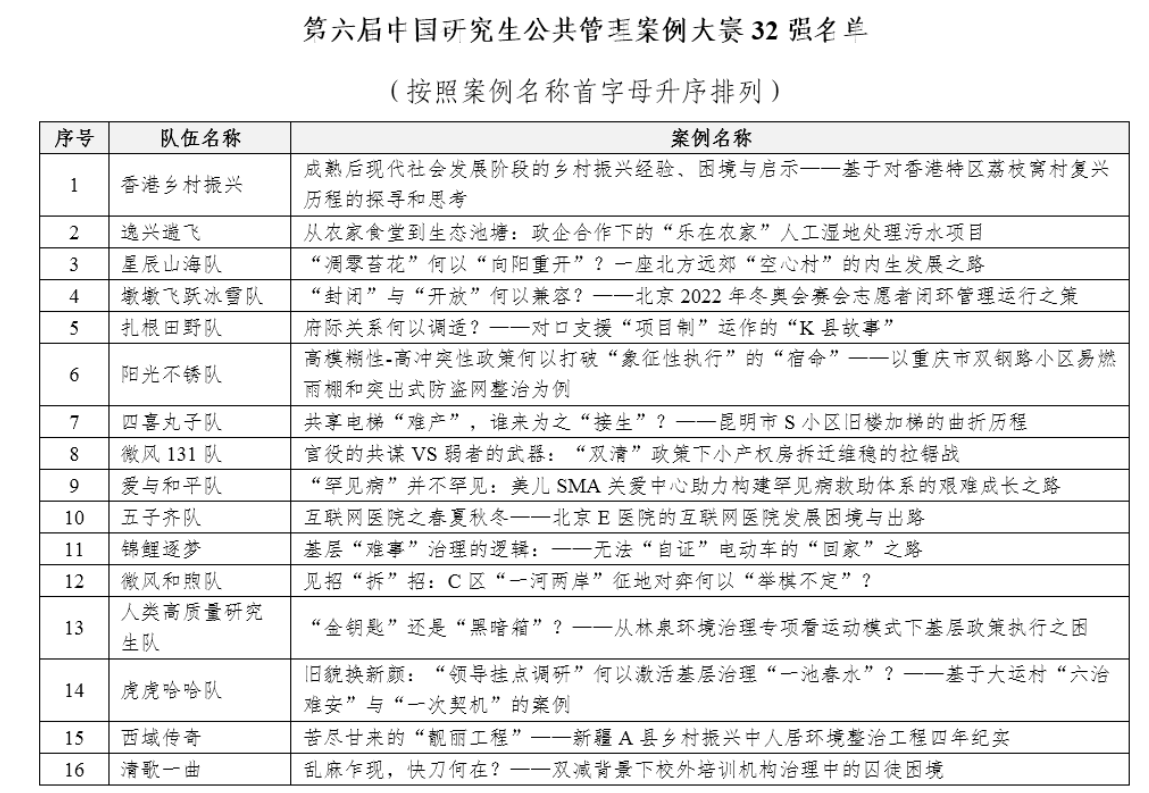 第六届中国研究生公共管理案例大赛 32 强名单
（按照案例名称首字母升序排列）
序号 队伍名称 案例名称
1 香港乡村振兴 成熟后现代社会发展阶段的乡村振兴经验、困境与启示——基于对香港特区荔枝窝村复兴
历程的探寻和思考
2 逸兴遄飞 从农家食堂到生态池塘：政企合作下的“乐在农家”人工湿地处理污水项目
3 星辰山海队 “凋零苔花”何以“向阳重开”？一座北方远郊“空心村”的内生发展之路
4 墩墩飞跃冰雪队 “封闭”与“开放”何以兼容？——北京 2022 年冬奥会赛会志愿者闭环管理运行之策
5 扎根田野队 府际关系何以调适？——对口支援“项目制”运作的“K 县故事”
6 阳光不锈队 高模糊性-高冲突性政策何以打破“象征性执行”的“宿命”——以重庆市双钢路小区易燃
雨棚和突出式防盗网整治为例
7 四喜丸子队 共享电梯“难产”，谁来为之“接生”？——昆明市 S 小区旧楼加梯的曲折历程
8 微风 131 队 官役的共谋 VS 弱者的武器：“双清”政策下小产权房拆迁维稳的拉锯战
9 爱与和平队 “罕见病”并不罕见：美儿 SMA 关爱中心助力构建罕见病救助体系的艰难成长之路
10 五子齐队 互联网医院之春夏秋冬——北京 E 医院的互联网医院发展困境与出路
11 锦鲤逐梦 基层“难事”治理的逻辑：——无法“自证”电动车的“回家”之路
12 微风和煦队 见招“拆”招：C 区“一河两岸”征地对弈何以“举棋不定”？
13 人类高质量研究
生队 “金钥匙”还是“黑暗箱”？——从林泉环境治理专项看运动模式下基层政策执行之困
14 虎虎哈哈队 旧貌换新颜：“领导挂点调研”何以激活基层治理“一池春水”？——基于大运村“六治
难安”与“一次契机”的案例
15 西域传奇 苦尽甘来的“靓丽工程”——新疆 A 县乡村振兴中人居环境整治工程四年纪实
16 清歌一曲 乱麻乍现，快刀何在？——双减背景下校外培训机构治理中的囚徒困境